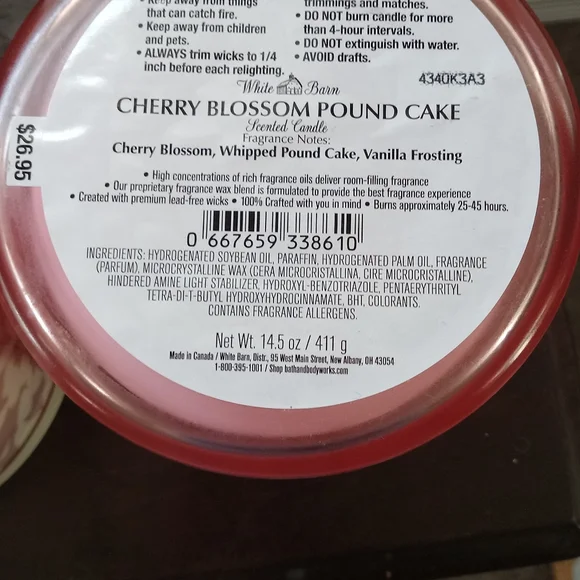 • Keep away from things
that can catch fire.
• Keep away from children
and pets.
• ALWAYS trim wicks to 1/4
inch before each relighting.
trimmings and matches.
• DO NOT burn candle for more
than 4-hour intervals.
• DO NOT extinguish with water.
• AVOID drafts.
4340K3A3
White Barn
CHERRY BLOSSOM POUND CAKE
Scented Candle
Fragrance Notes:
Cherry Blossom, Whipped Pound Cake, Vanilla Frosting
• High concentrations of rich fragrance oils deliver room-filling fragrance
• Our proprietary fragrance wax blend is formulated to provide the best fragrance experience
• Created with premium lead-free wicks • 100% Crafted with you in mind • Burns approximately 25-45 hours.
0 667659 338610
INGREDIENTS: HYDROGENATED SOYBEAN OIL, PARAFFIN, HYDROGENATED PALM OIL, FRAGRANCE
(PARFUM), MICROCRYSTALLINE WAX (CERA MICROCRISTALLINA, CIRE MICROCRISTALLINE),
HINDERED AMINE LIGHT STABILIZER, HYDROXYL-BENZOTRIAZOLE, PENTAERYTHRITYL
TETRA-DI-T-BUTYL HYDROXYHYDROCINNAMATE, BHT, COLORANTS.
CONTAINS FRAGRANCE ALLERGENS.
Net Wt. 14.5 oz / 411 g
Made in Canada / White Barn, Distr., 95 West Main Street, New Albany, OH 43054
1-800-395-1001 / Shop bathandbodyworks.com
$26.95